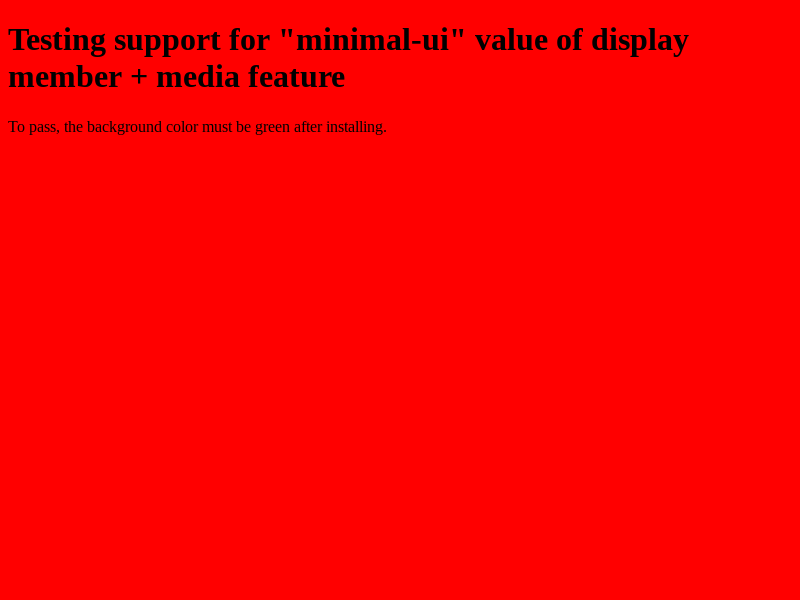 Testing support for "minimal-ui" value of display
member + media feature
To pass, the background color must be green after installing.